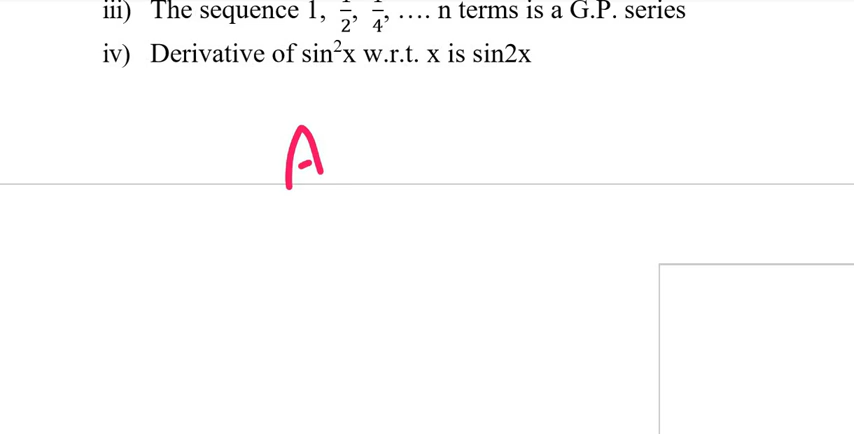 iii) The sequence 1, 1/2, 1/4, .... n terms is a G.P. series
iv) Derivative of sin²x w.r.t. x is sin2x
A